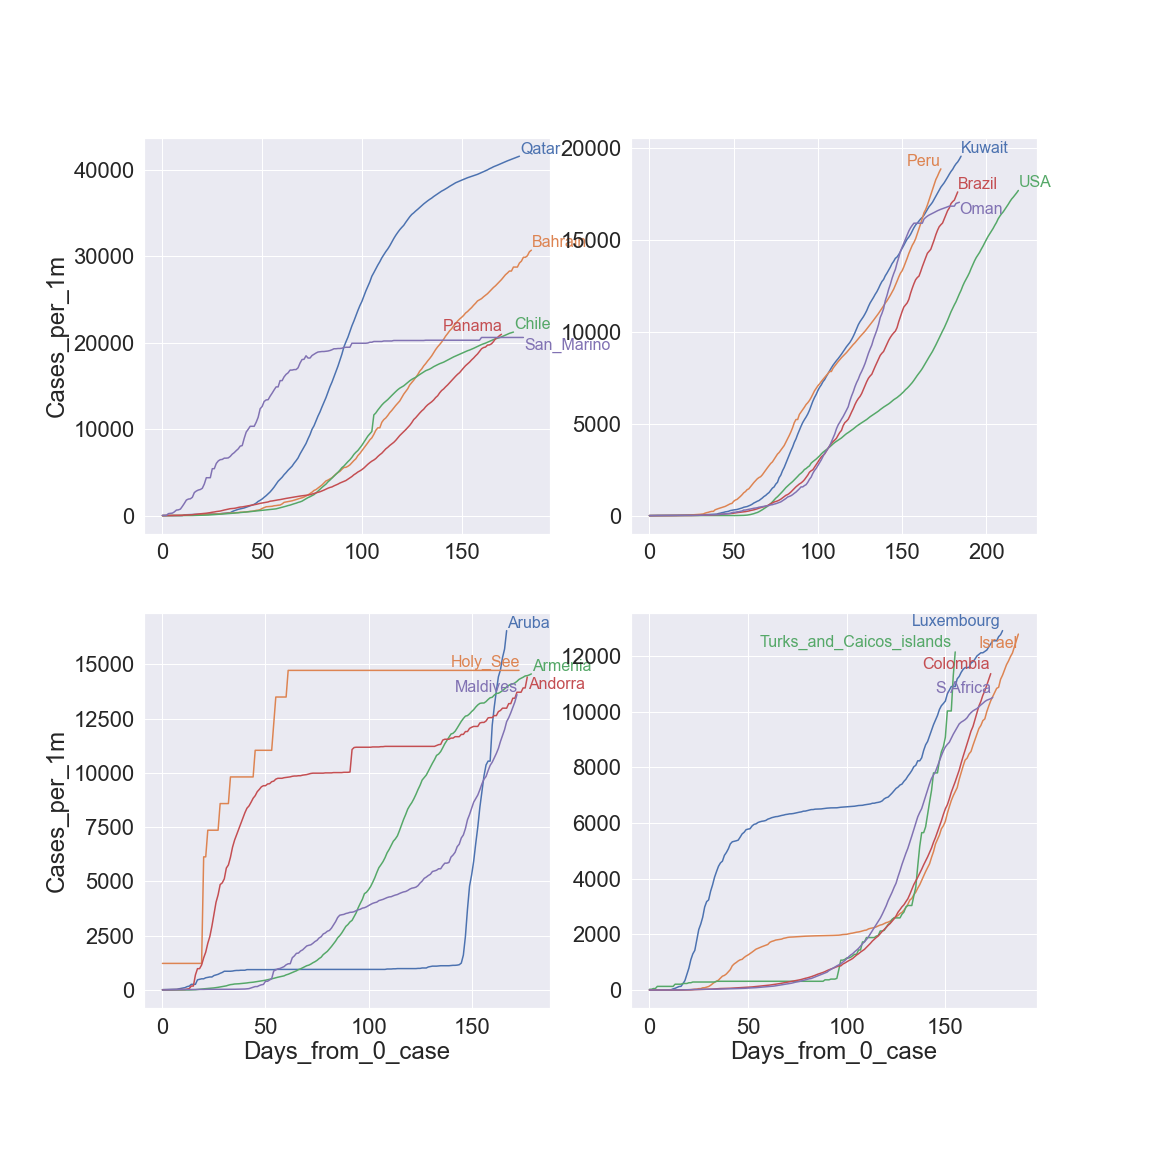 Qatar
Bahrain
Chile
Panama
San_Marino
40000
30000
20000
10000
0
Cases_per_1m
0 50 100 150
Kuwait
Peru
Brazil
USA
Oman
20000
15000
10000
5000
0
0 50 100 150 200
Aruba
Holy_See
Armenia
Maldives
Andorra
15000
12500
10000
7500
5000
2500
0
Cases_per_1m
0 50 100 150
Days_from_0_case
Luxembourg
Turks_and_Caicos_islands
Israel
Colombia
S.Africa
12000
10000
8000
6000
4000
2000
0
0 50 100 150
Days_from_0_case